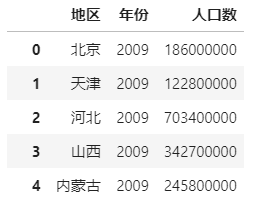 地区 年份 人口数
0 北京 2009 186000000
1 天津 2009 122800000
2 河北 2009 703400000
3 山西 2009 342700000
4 内蒙古 2009 245800000